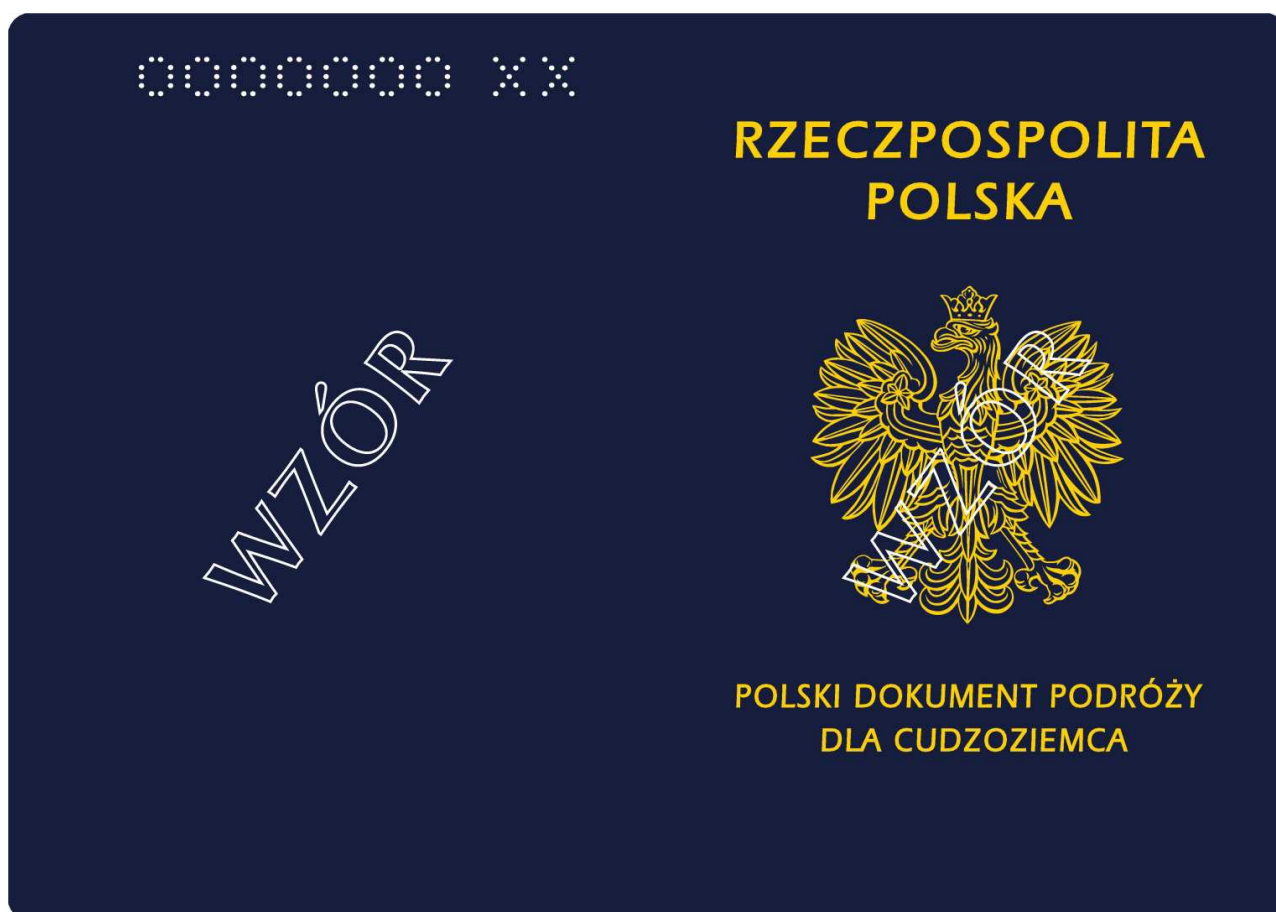 0000000 XX
WZÓR
RZECZPOSPOLITA
POLSKA
WZÓR
POLSKI DOKUMENT PODRÓŻY
DLA CUDZOZIEMCA